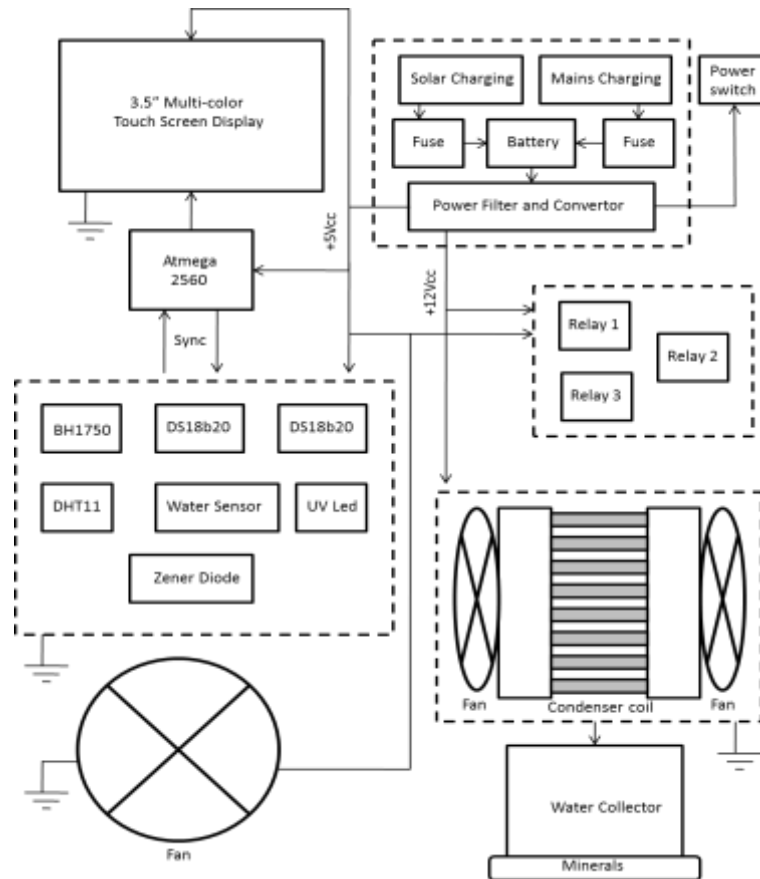 3.5" Multi-color
Touch Screen Display
Solar Charging
Mains Charging
Power
switch
Fuse
Battery
Fuse
Power Filter and Convertor
+5Vcc
+12Vcc
Atmega
2560
Sync
Relay 1
Relay 2
Relay 3
BH1750
DS18b20
DS18b20
DHT11
Water Sensor
UV Led
Zener Diode
Fan
Condenser coil
Fan
Water Collector
Minerals
Fan